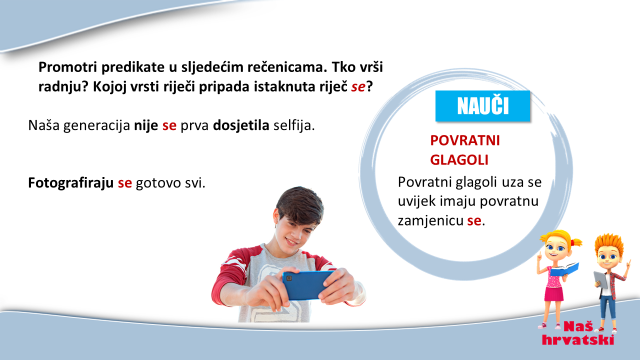 Promotri predikate u sljedećim rečenicama. Tko vrši
radnju? Kojoj vrsti riječi pripada istaknuta riječ se?
Naša generacija nije se prva dosjetila selfija.
Fotografiraju se gotovo svi.
NAUČI
POVRATNI
GLAGOLI
Povratni glagoli uza se
uvijek imaju povratnu
zamjenicu se.
Naš
hrvatski